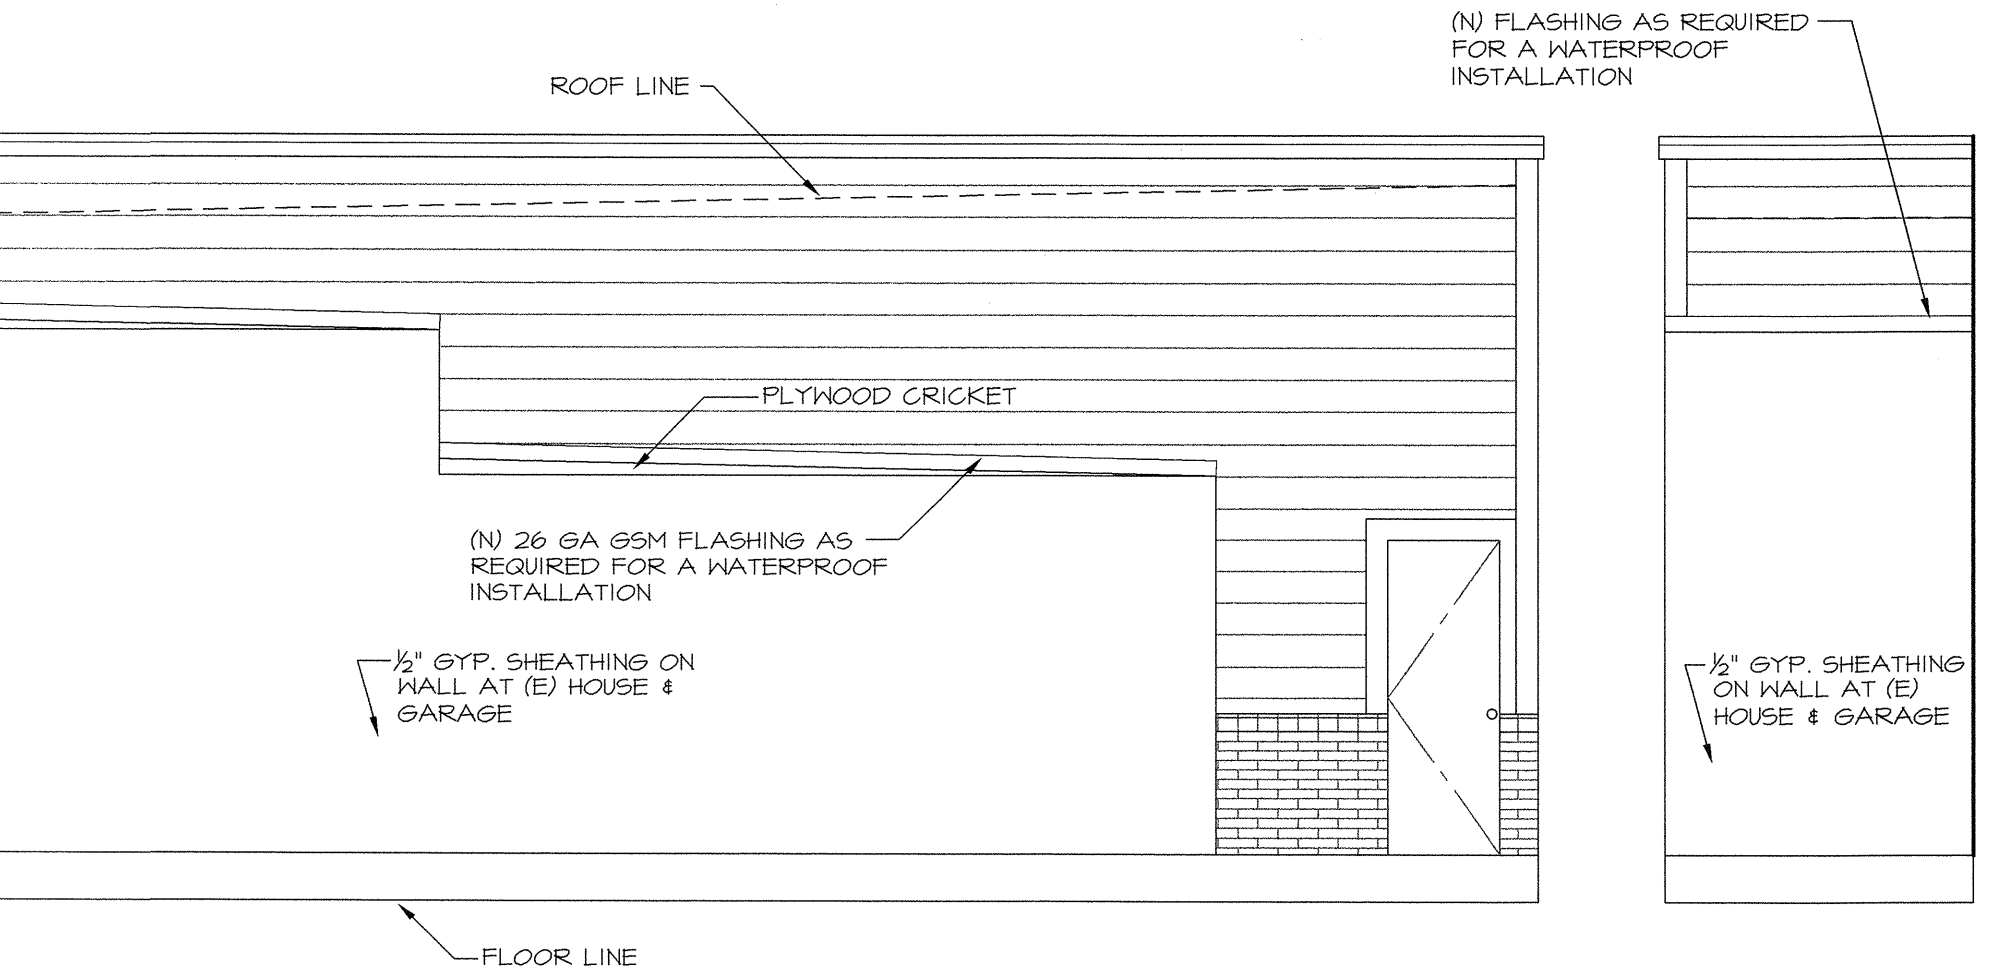 (N) FLASHING AS REQUIRED
FOR A WATERPROOF
INSTALLATION
ROOF LINE
PLYWOOD CRICKET
(N) 26 GA GSM FLASHING AS
REQUIRED FOR A WATERPROOF
INSTALLATION
½" GYP. SHEATHING ON
WALL AT (E) HOUSE &
GARAGE
½" GYP. SHEATHING
ON WALL AT (E)
HOUSE & GARAGE
FLOOR LINE